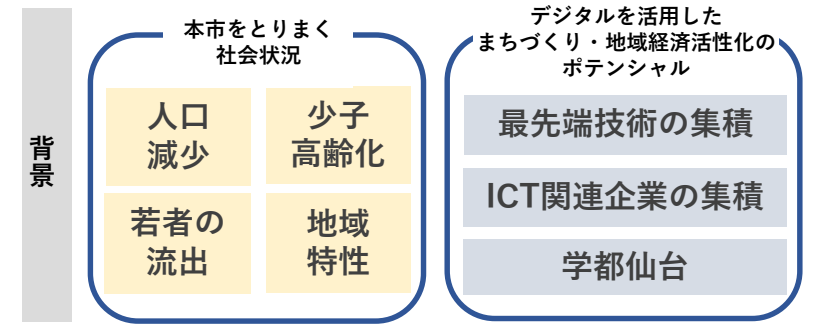 背景
本市をとりまく
社会状況
人口
減少
少子
高齢化
若者の
流出
地域
特性
デジタルを活用した
まちづくり・地域経済活性化の
ポテンシャル
最先端技術の集積
ICT関連企業の集積
学都仙台